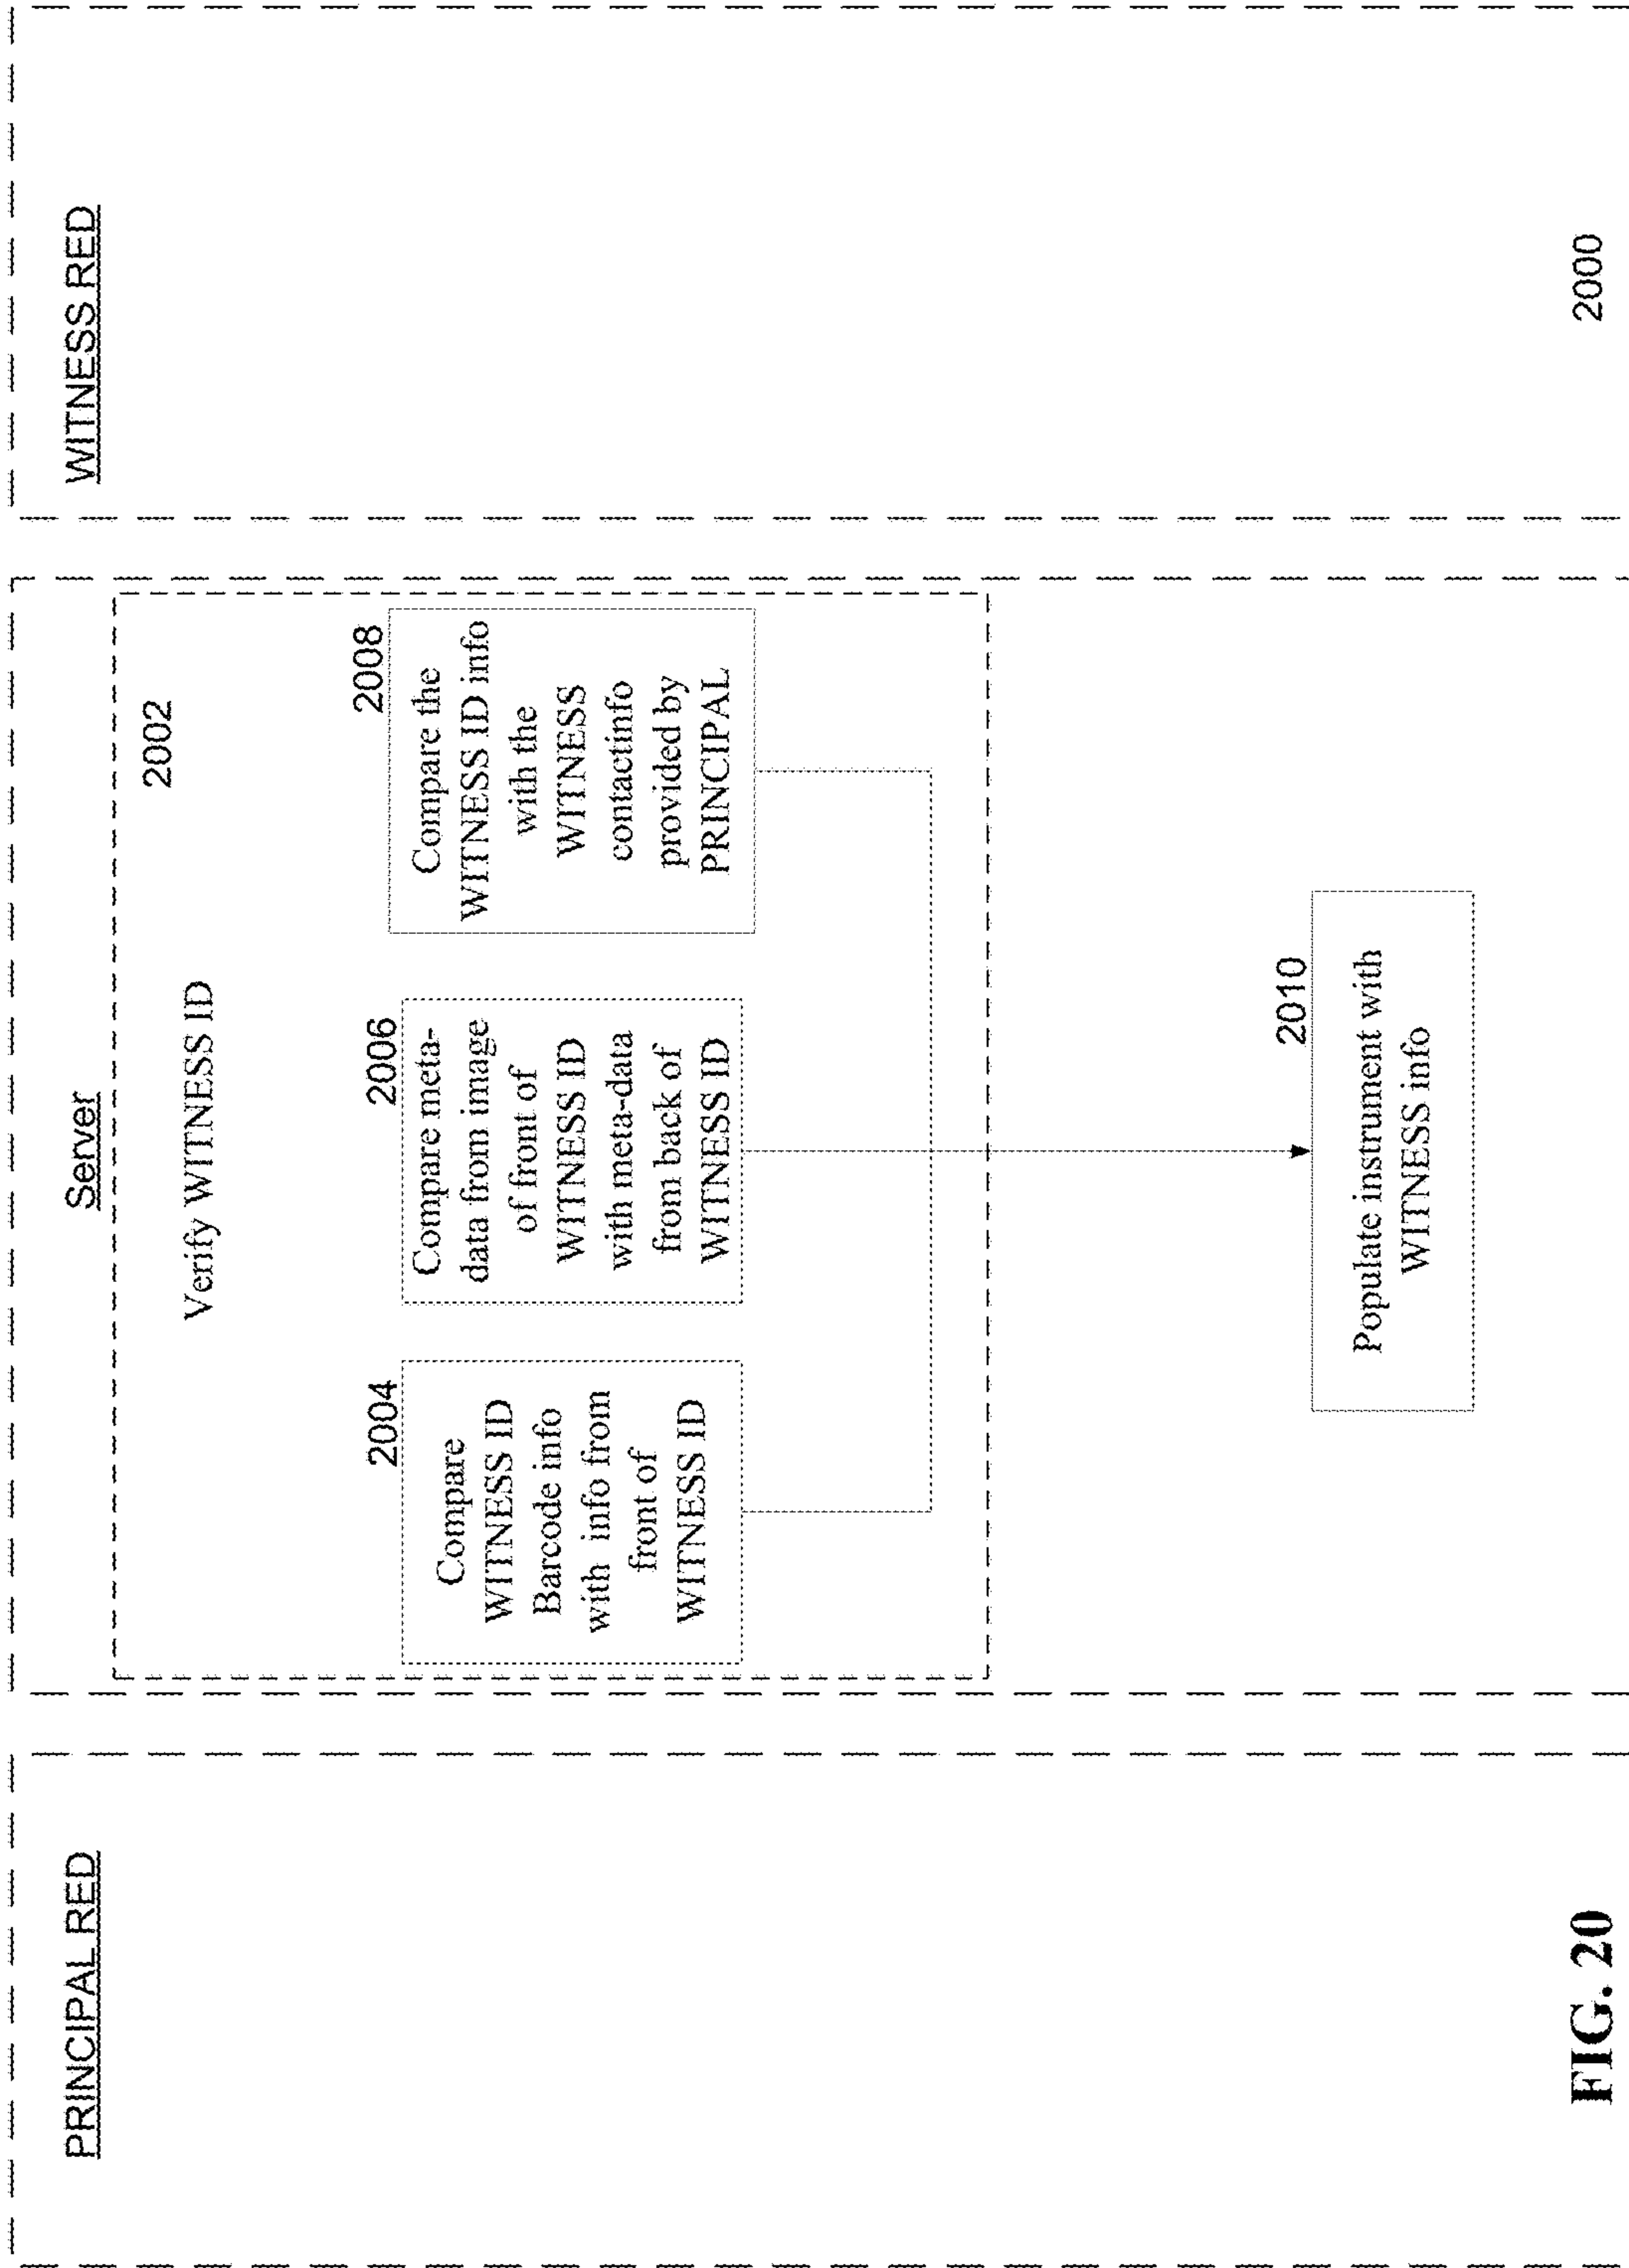 PRINCIPAL RED
Server
WITNESS RED
2002
Verify WITNESS ID
2004
Compare
WITNESS ID
Barcode info
with info from
front of
WITNESS ID
2006
Compare meta-
data from image
of front of
WITNESS ID
with meta-data
from back of
WITNESS ID
2008
Compare the
WITNESS ID info
with the
WITNESS
contactinfo
provided by
PRINCIPAL
2010
Populate instrument with
WITNESS info
FIG. 20
2000